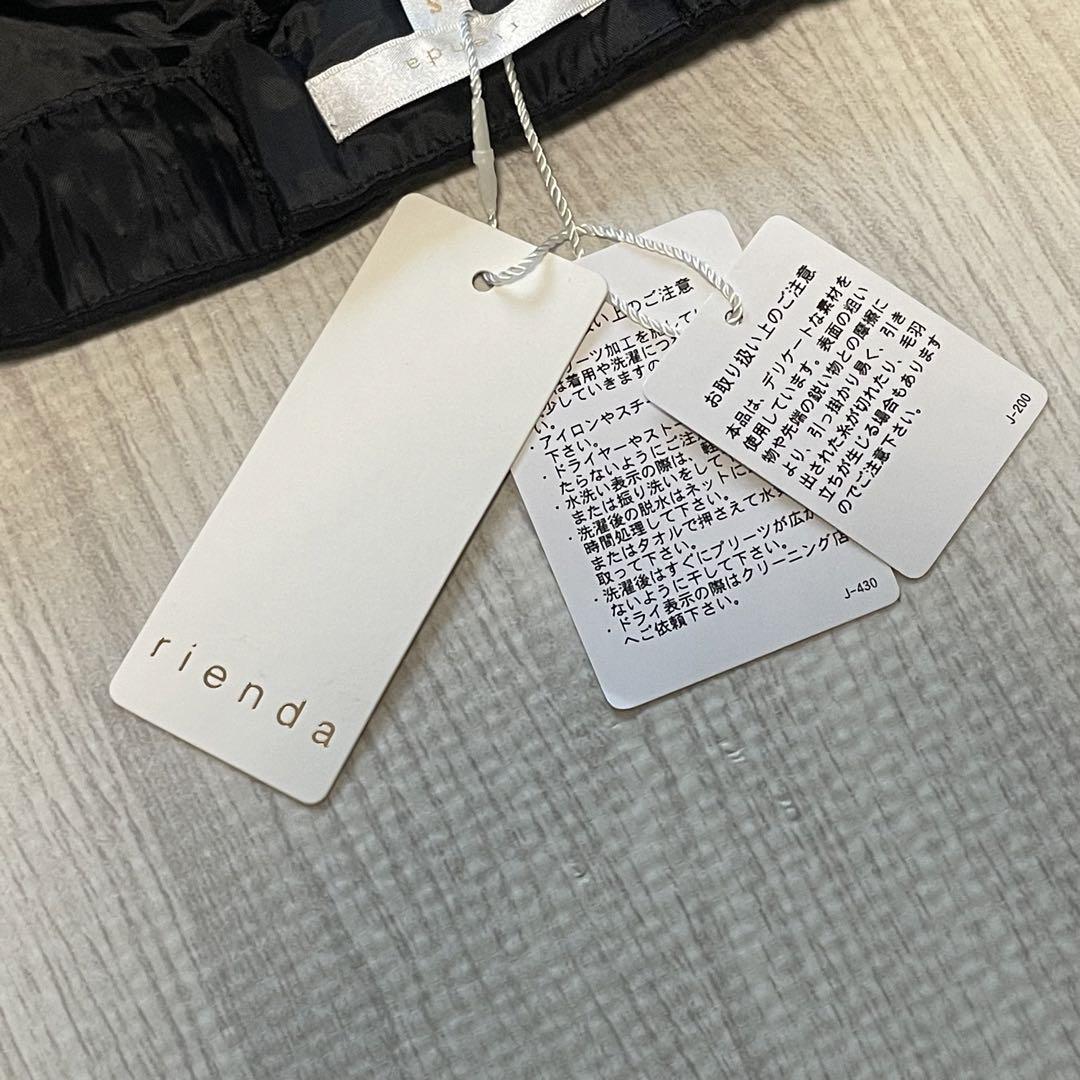 S
rienda
rienda
い上のご注意
ーツ加工を施して
は着用や洗濯につ
少していきますの
い。
・アイロンやスチー
下さい。
・ドライヤーやスト
たらないようにご注
・水洗い表示の際は、軽
または振り洗いをして
・洗濯後の脱水はネットに
時間処理して下さい。
またはタオルで押さえて水
取って下さい。
・洗濯後はすぐにプリーツが広が
ないように干して下さい。
・ドライ表示の際はクリーニング店
へご依頼下さい。
J-430
お取り扱い上のご注意
本品は、デリケートな素材を
使用しています。表面の粗い
物や先端の鋭い物との摩擦に
より、引っ掛かり易く、引き
出された糸が切れたり、毛羽
立ちが生じる場合もあります
のでご注意下さい。
J-200